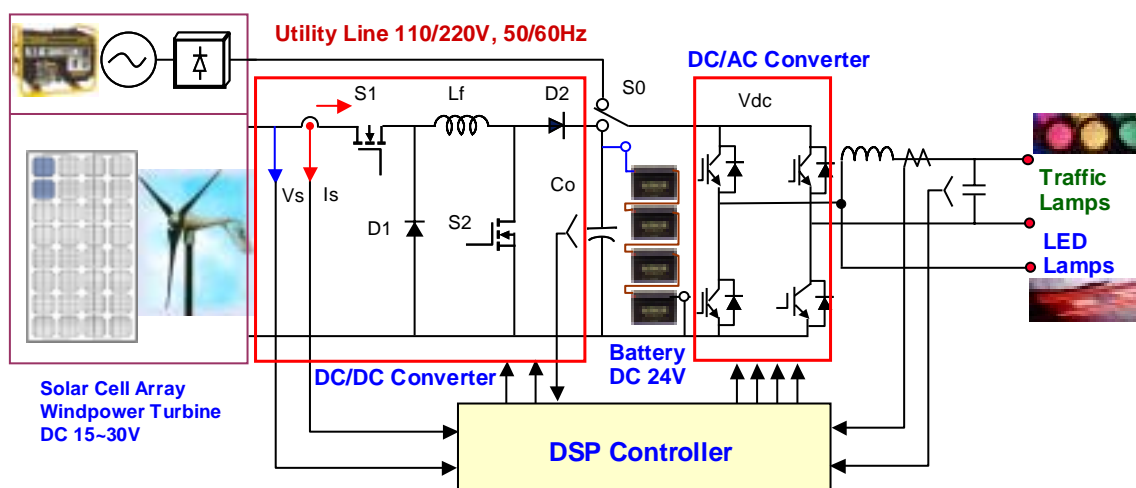 Utility Line 110/220V, 50/60Hz
DC/AC Converter
S1
Lf
D2
S0
Vdc
Vs
Is
D1
S2
Co
Traffic
Lamps
LED
Lamps
Battery
DC 24V
DC/DC Converter
Solar Cell Array
Windpower Turbine
DC 15~30V
DSP Controller